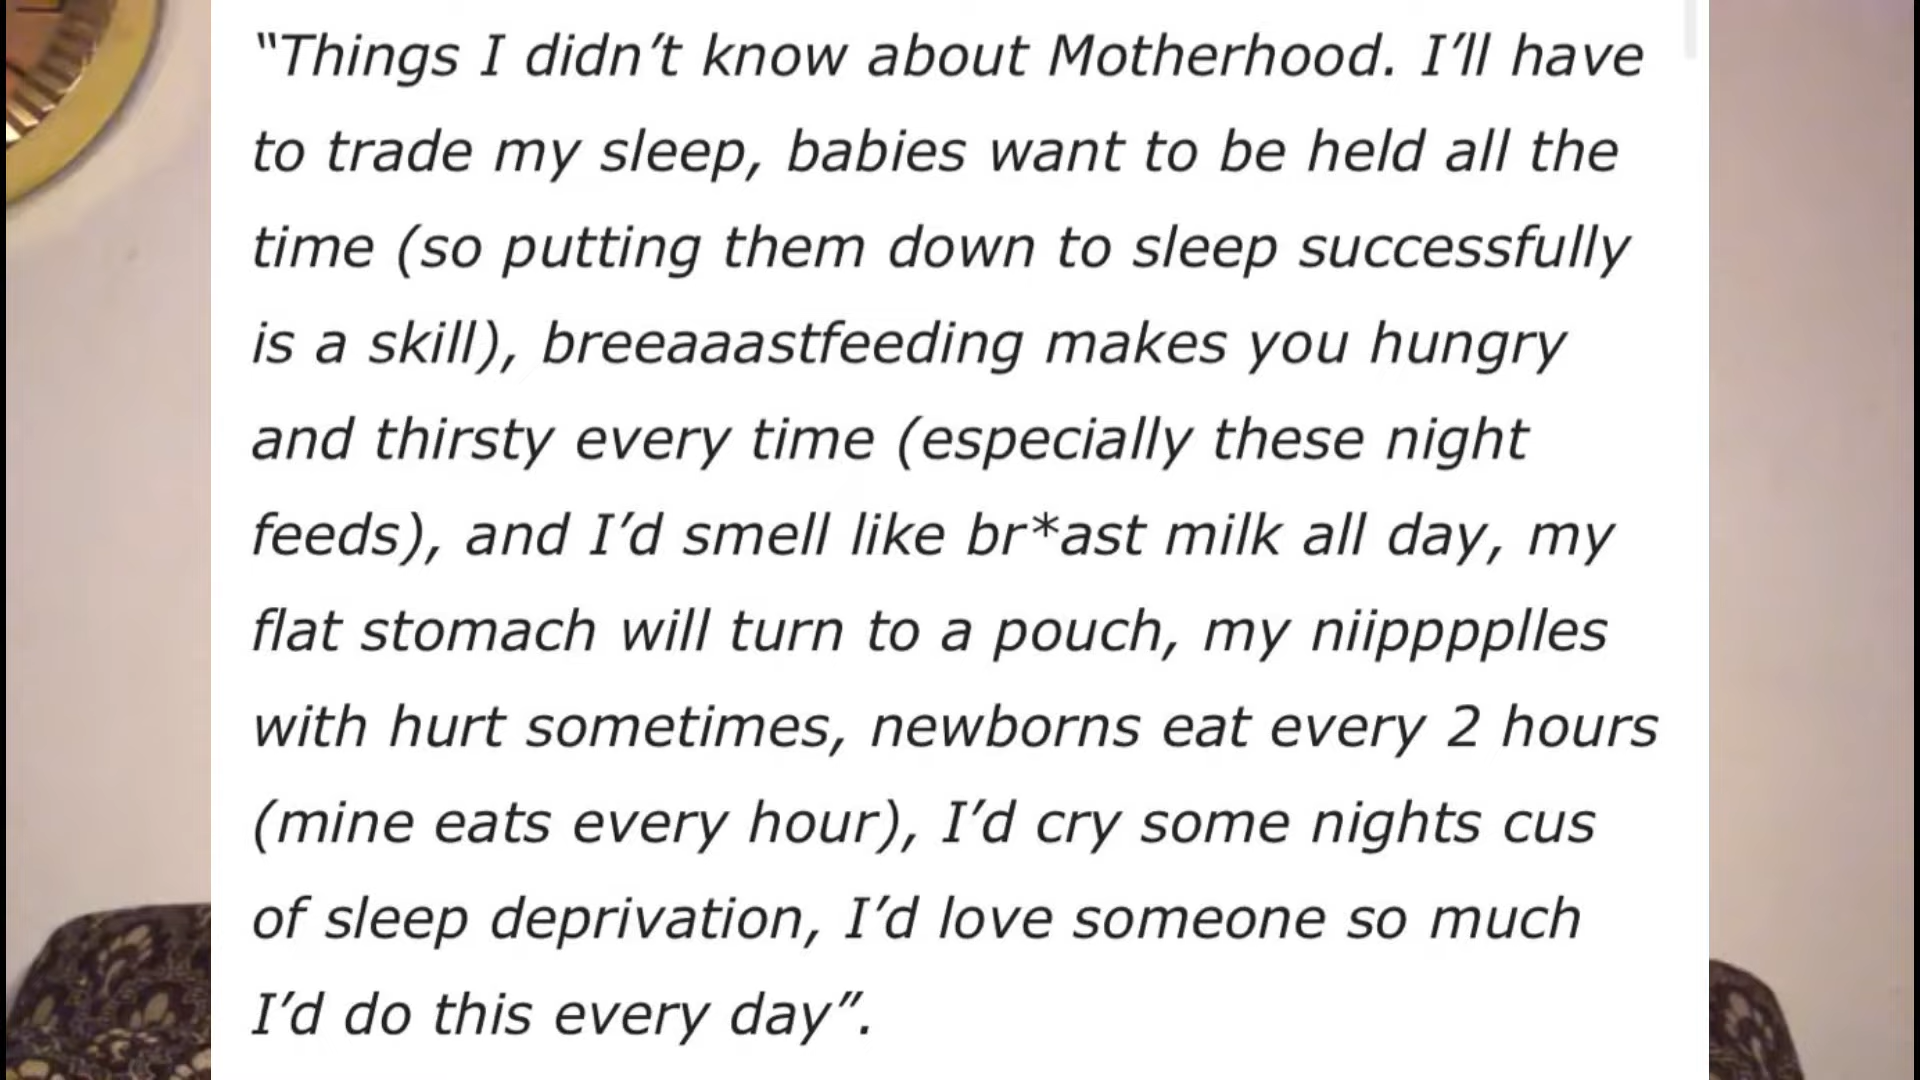 “Things I didn’t know about Motherhood. I’ll have
to trade my sleep, babies want to be held all the
time (so putting them down to sleep successfully
is a skill), breeaaastfeeding makes you hungry
and thirsty every time (especially these night
feeds), and I’d smell like br*ast milk all day, my
flat stomach will turn to a pouch, my niipppplles
with hurt sometimes, newborns eat every 2 hours
(mine eats every hour), I’d cry some nights cus
of sleep deprivation, I’d love someone so much
I’d do this every day”.